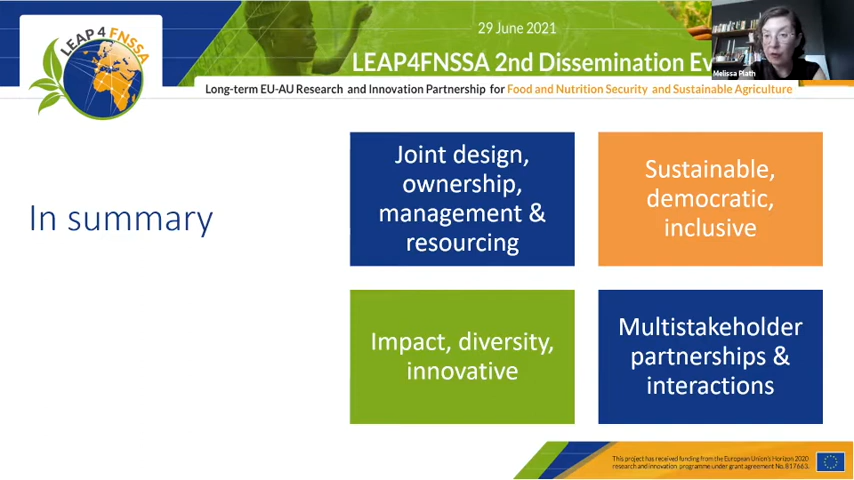 29 June 2021
LEAP 4 FNSSA
LEAP4FNSSA 2nd Dissemination Ev
Melissa Plath
Long-term EU-AU Research and Innovation Partnership for Food and Nutrition Security and Sustainable Agriculture
In summary
Joint design,
ownership,
management &
resourcing
Sustainable,
democratic,
inclusive
Impact, diversity,
innovative
Multistakeholder
partnerships &
interactions
This project has received funding from the European Union's Horizon 2020
research and innovation programme under grant agreement No. 817663.